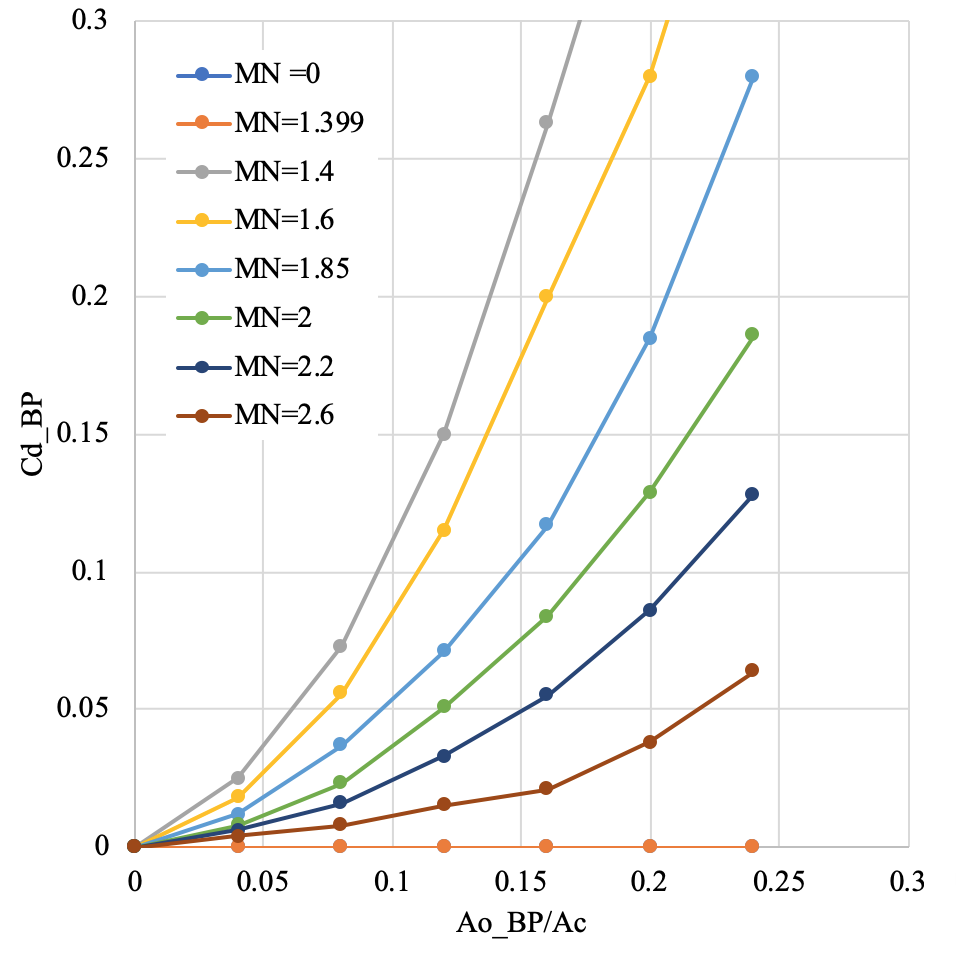 0.3
0.25
0.2
0.15
0.1
0.05
0
Cd_BP
MN =0
MN=1.399
MN=1.4
MN=1.6
MN=1.85
MN=2
MN=2.2
MN=2.6
0 0.05 0.1 0.15 0.2 0.25 0.3
Ao_BP/Ac